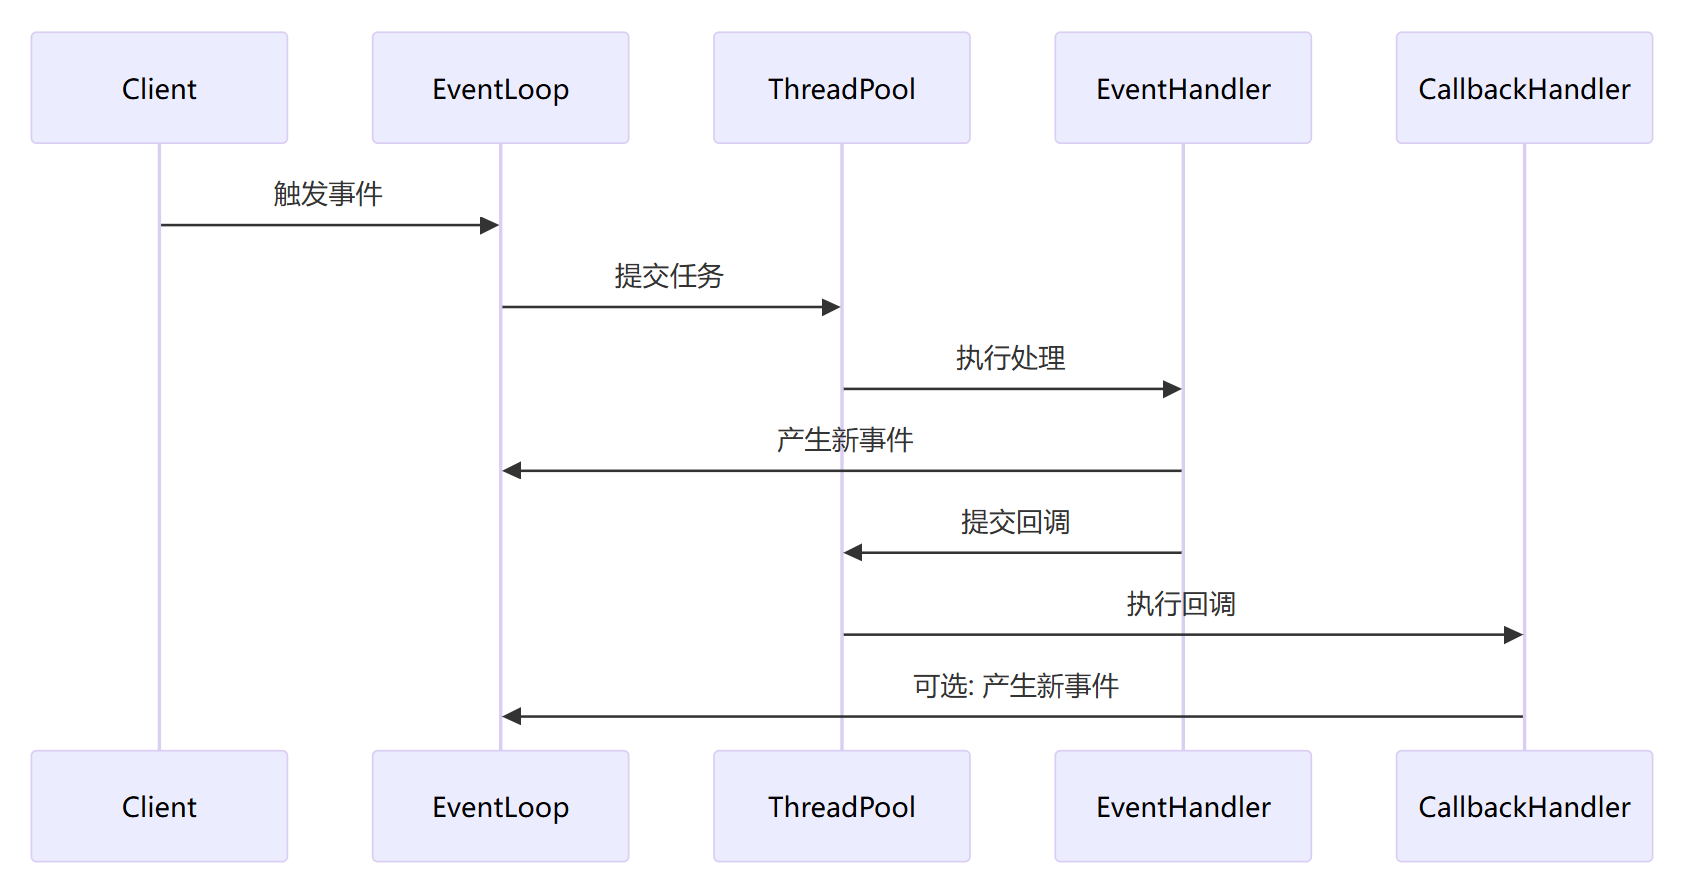 Client
EventLoop
ThreadPool
EventHandler
CallbackHandler
触发事件
提交任务
执行处理
产生新事件
提交回调
执行回调
可选: 产生新事件
Client
EventLoop
ThreadPool
EventHandler
CallbackHandler